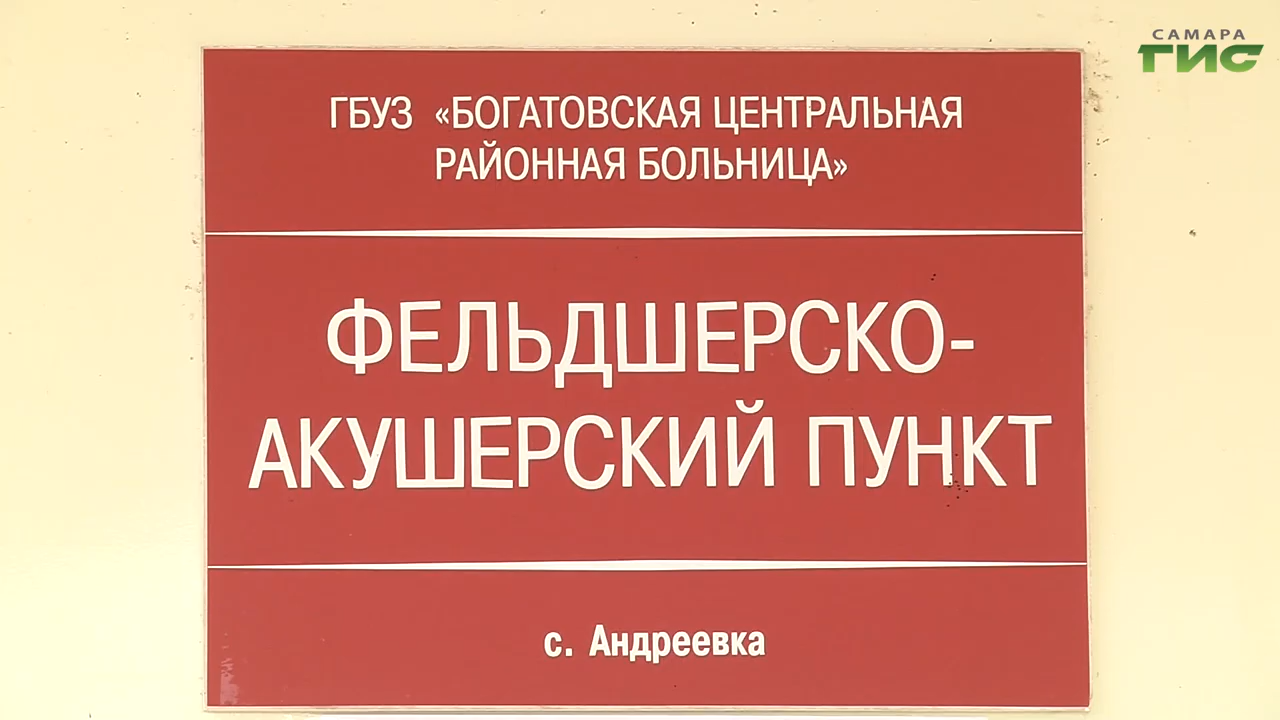 САМАРА
ГИС
ГБУЗ «БОГАТОВСКАЯ ЦЕНТРАЛЬНАЯ
РАЙОННАЯ БОЛЬНИЦА»
ФЕЛЬДШЕРСКО-
АКУШЕРСКИЙ ПУНКТ
с. Андреевка